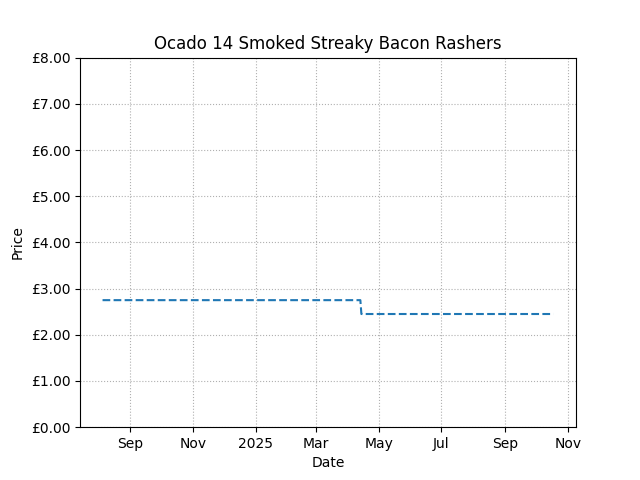 Ocado 14 Smoked Streaky Bacon Rashers
£8.00
£7.00
£6.00
£5.00
£4.00
£3.00
£2.00
£1.00
£0.00
Price
Sep Nov 2025 Mar May Jul Sep Nov
Date